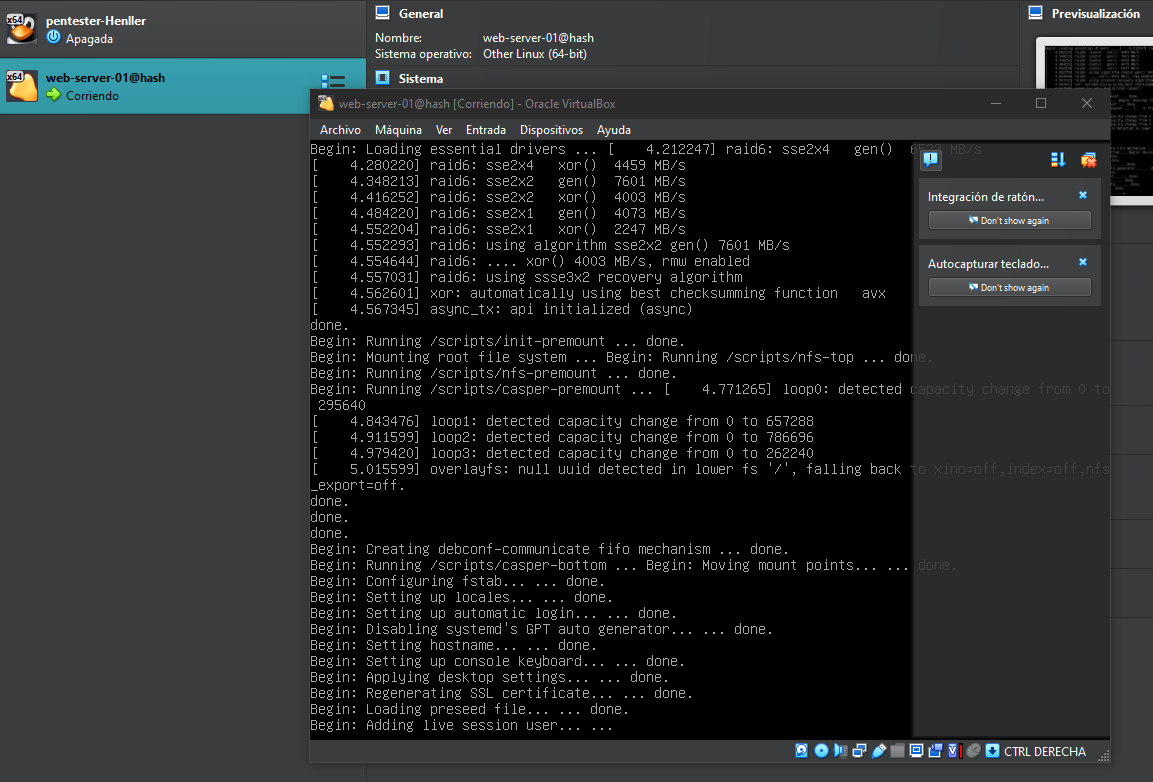 x64
pentester-Henller
Apagada
x64
web-server-01@hash
Corriendo
General
Nombre: web-server-01@hash
Sistema operativo: Other Linux (64-bit)
Sistema
Previsualización
web-server-01@hash [Corriendo] - Oracle VirtualBox
Archivo Máquina Ver Entrada Dispositivos Ayuda
Begin: Loading essential drivers ... [ 4.212247] raid6: sse2x4 gen() MB/s
[ 4.280206] raid6: sse2x4 xor() 4459 MB/s
[ 4.348213] raid6: sse2x2 gen() 7601 MB/s
[ 4.416252] raid6: sse2x2 xor() 4003 MB/s
[ 4.484220] raid6: sse2x1 gen() 4073 MB/s
[ 4.552204] raid6: sse2x1 xor() 2247 MB/s
[ 4.552293] raid6: using algorithm sse2x2 gen() 7601 MB/s
[ 4.554644] raid6: .... xor() 4003 MB/s, rmw enabled
[ 4.557031] raid6: using ssse3x2 recovery algorithm
[ 4.562601] xor: automatically using best checksumming function avx
[ 4.567345] async_tx: api initialized (async)
done.
Begin: Running /scripts/init-premount ... done.
Begin: Mounting root file system ... Begin: Running /scripts/nfs-top ... done.
Begin: Running /scripts/nfs-premount ... done.
Begin: Running /scripts/casper-premount ... [ 4.771265] loop0: detected capacity change from 0 to
295640
[ 4.843476] loop1: detected capacity change from 0 to 657288
[ 4.911599] loop2: detected capacity change from 0 to 786696
[ 4.979420] loop3: detected capacity change from 0 to 262240
[ 5.015599] overlayfs: null uuid detected in lower fs '/', falling back to xino=off,index=off,nfs
_export=off.
done.
done.
done.
Begin: Creating debconf-communicate fifo mechanism ... done.
Begin: Running /scripts/casper-bottom ... Begin: Moving mount points... ... done.
Begin: Configuring fstab... ... done.
Begin: Setting up locales... ... done.
Begin: Setting up automatic login... ... done.
Begin: Disabling systemd's GPT auto generator... ... done.
Begin: Setting hostname... ... done.
Begin: Setting up console keyboard... ... done.
Begin: Applying desktop settings... ... done.
Begin: Regenerating SSL certificate... ... done.
Begin: Loading preseed file... ... done.
Begin: Adding live session user... ...
Integración de ratón...
Don't show again
Autocapturar teclado...
Don't show again
CTRL DERECHA